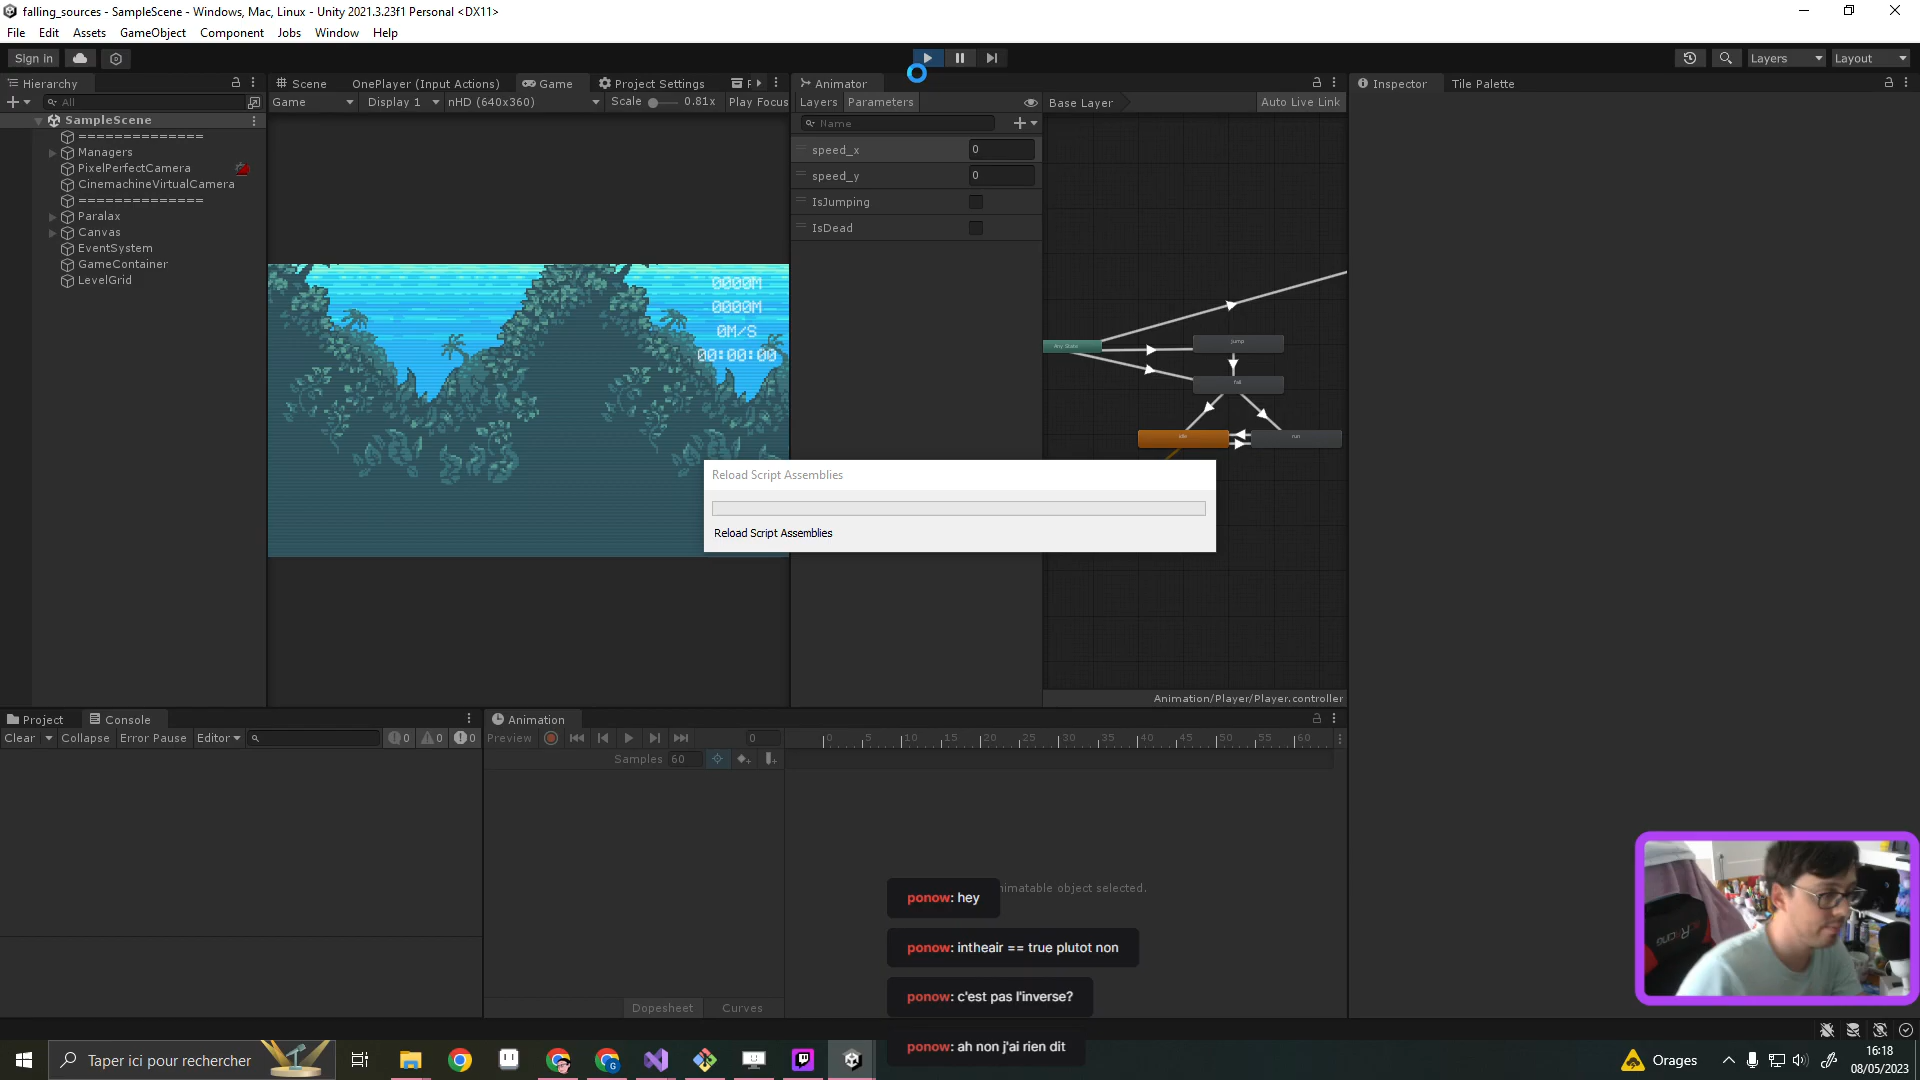 falling_sources - SampleScene - Windows, Mac, Linux - Unity 2021.3.23f1 Personal <DX11>
File Edit Assets GameObject Component Jobs Window Help
Sign in
Layers Layout
Hierarchy
Scene OnePlayer (Input Actions) Game Project Settings
Animator
Inspector Tile Palette
All
Game Display 1 nHD (640x360) Scale 0.81x Play Focus
Layers Parameters
Base Layer Auto Live Link
SampleScene
Name
==============
speed_x 0
Managers
PixelPerfectCamera
speed_y 0
CinemachineVirtualCamera
==============
IsJumping
Paralax
Canvas
IsDead
EventSystem
GameContainer
LevelGrid
0000M
0000M
0M/S
00:00:00
Any State
jump
fall
idle
run
Reload Script Assemblies
Reload Script Assemblies
Animation/Player/Player.controller
Project Console
Animation
Clear Collapse Error Pause Editor 0 0 0
Preview 0
0 5 10 15 20 25 30 35 40 45 50 55 60
Samples 60
nimatable object selected.
ponow: hey
ponow: intheair == true plutot non
ponow: c'est pas l'inverse?
ponow: ah non j'ai rien dit
Dopesheet Curves
Taper ici pour rechercher
Orages
16:18
08/05/2023